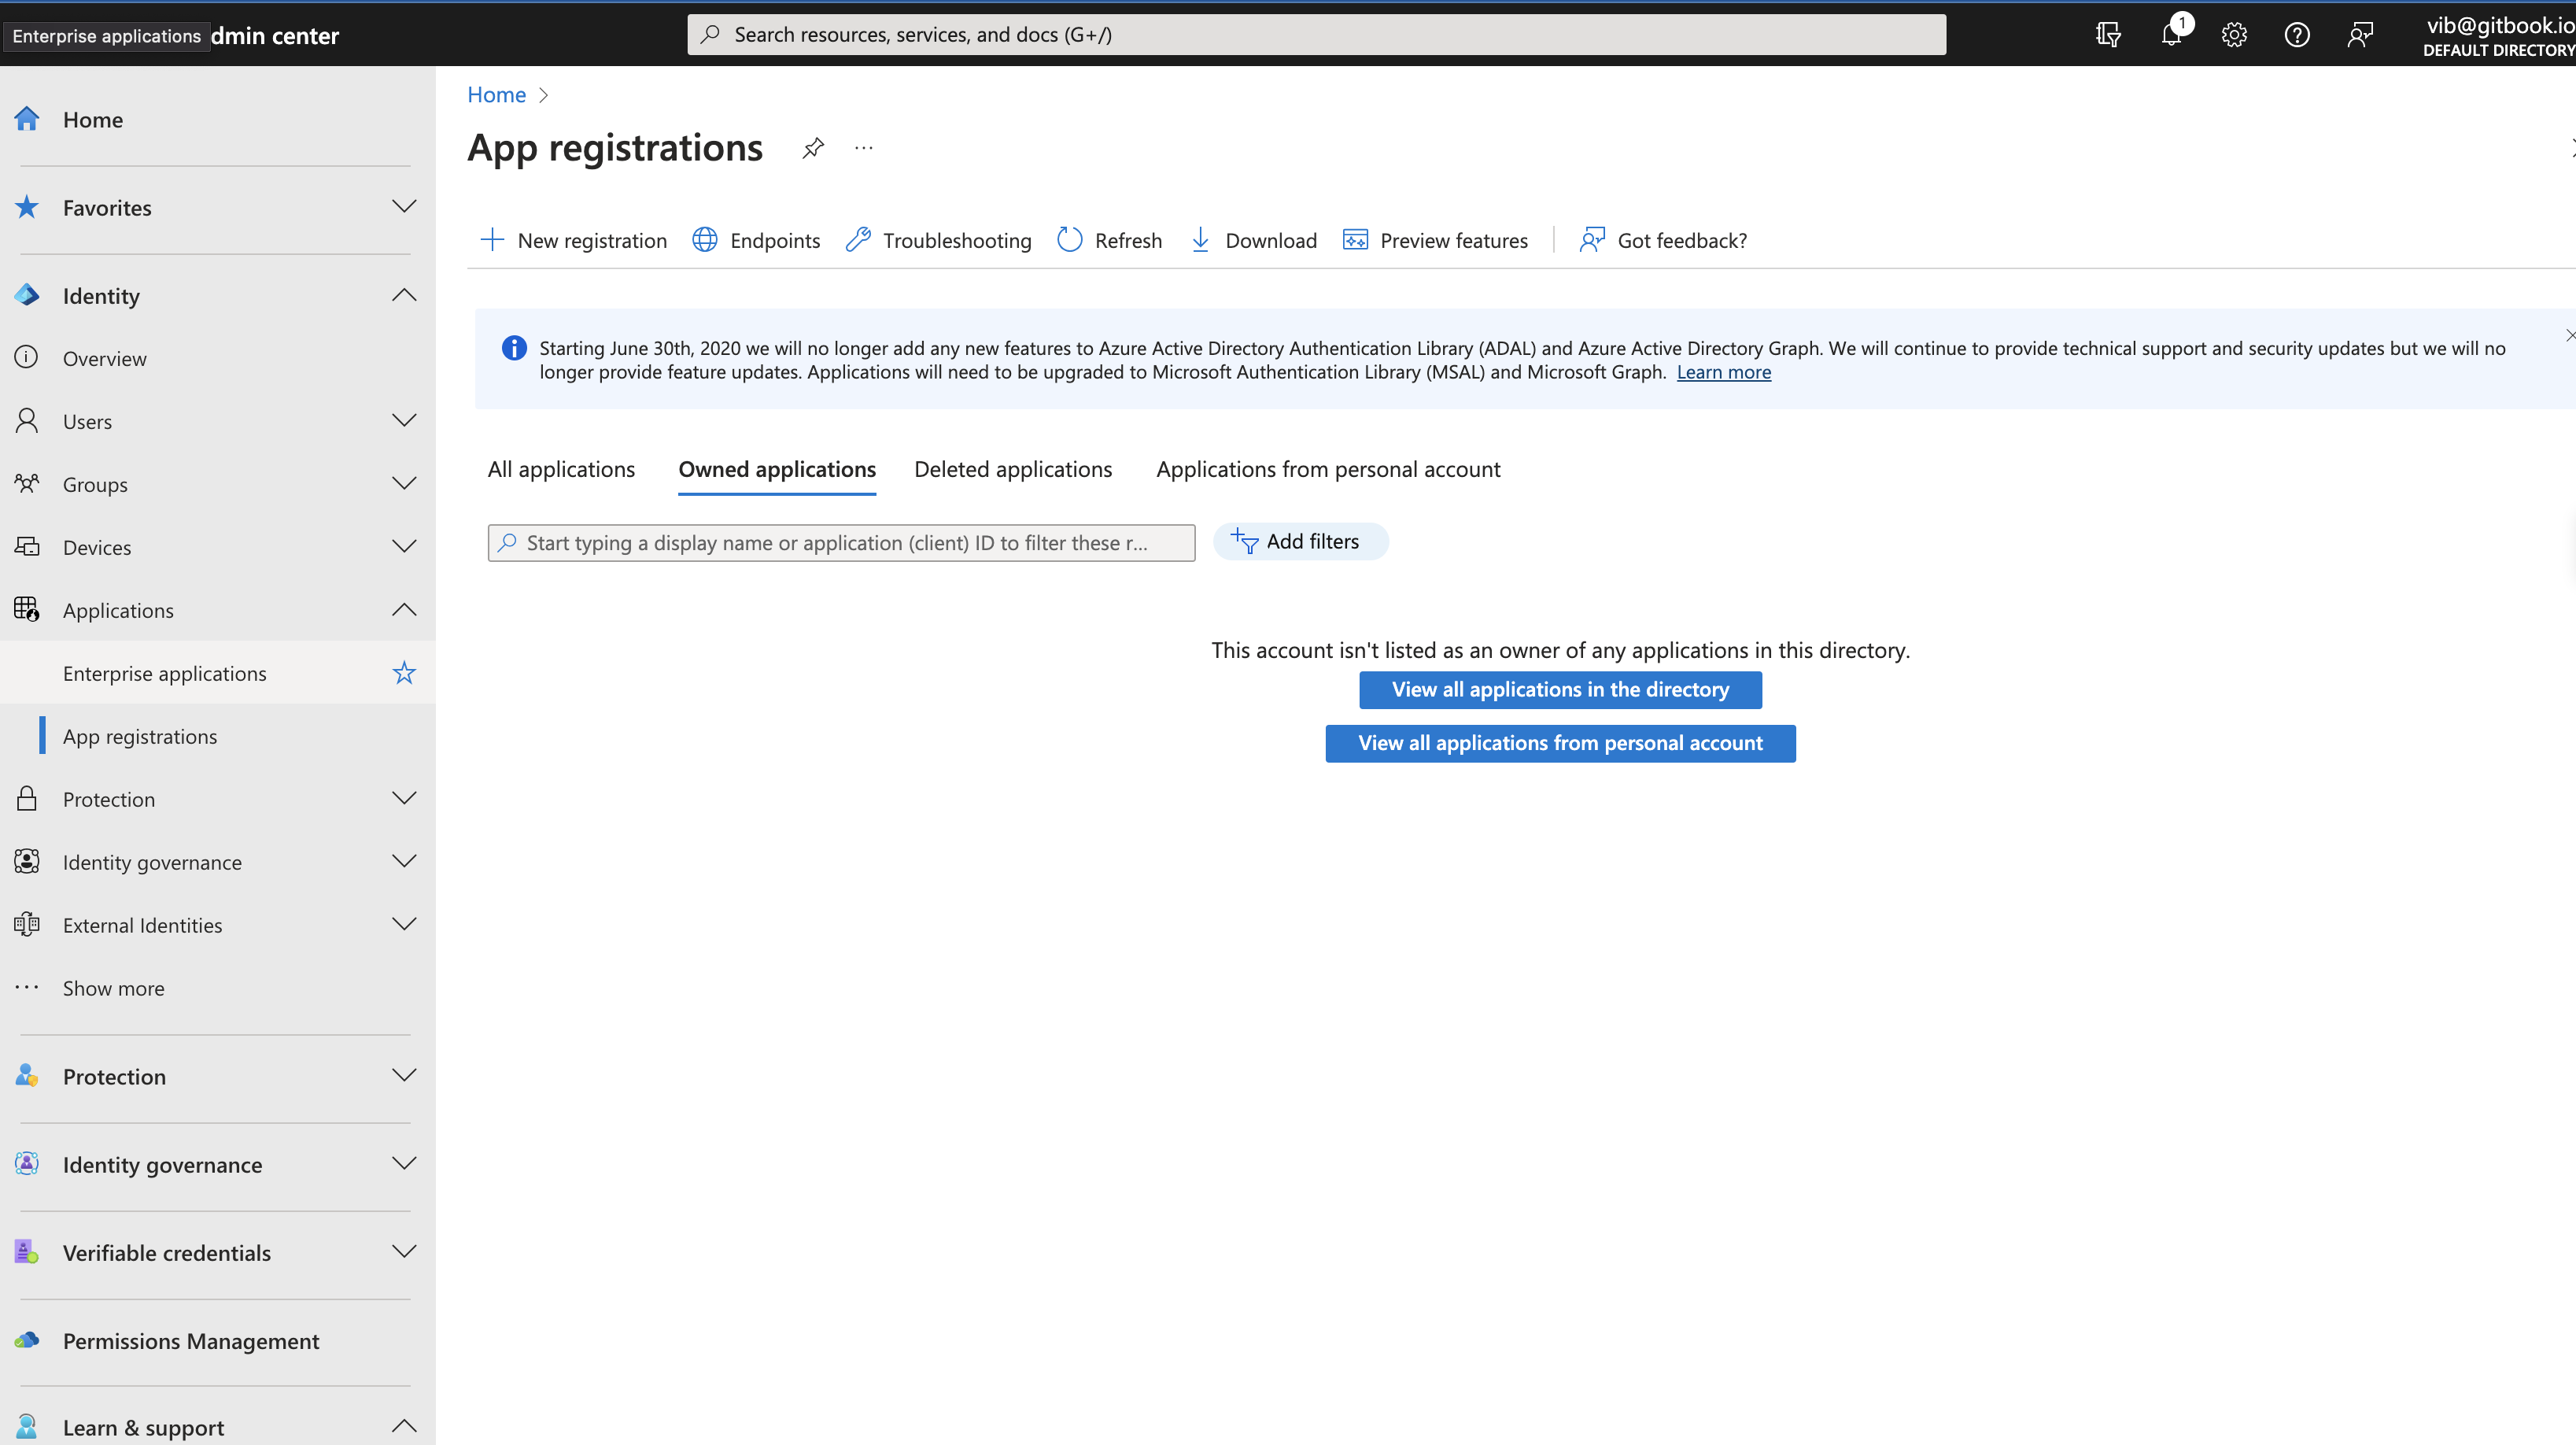 Enterprise applications
dmin center
Search resources, services, and docs (G+/)
1
vib@gitbook.io
DEFAULT DIRECTORY
Home
Favorites
Identity
Overview
Users
Groups
Devices
Applications
Enterprise applications
App registrations
Protection
Identity governance
External Identities
Show more
Protection
Identity governance
Verifiable credentials
Permissions Management
Learn & support
Home
App registrations
New registration
Endpoints
Troubleshooting
Refresh
Download
Preview features
Got feedback?
Starting June 30th, 2020 we will no longer add any new features to Azure Active Directory Authentication Library (ADAL) and Azure Active Directory Graph. We will continue to provide technical support and security updates but we will no
longer provide feature updates. Applications will need to be upgraded to Microsoft Authentication Library (MSAL) and Microsoft Graph. Learn more
All applications
Owned applications
Deleted applications
Applications from personal account
Start typing a display name or application (client) ID to filter these r...
Add filters
This account isn't listed as an owner of any applications in this directory.
View all applications in the directory
View all applications from personal account